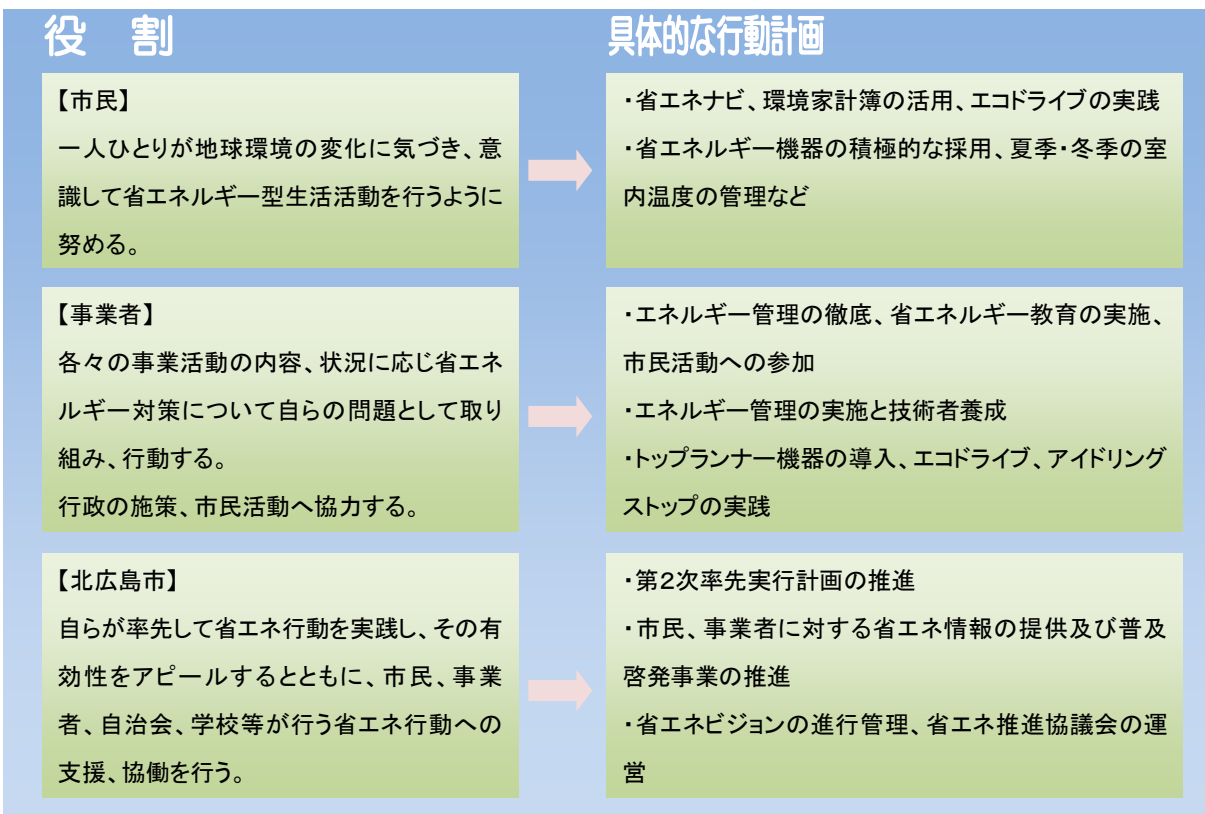 役　割
具体的な行動計画
【市民】
一人ひとりが地球環境の変化に気づき、意
識して省エネルギー型生活活動を行うように
努める。
・省エネナビ、環境家計簿の活用、エコドライブの実践
・省エネルギー機器の積極的な採用、夏季・冬季の室
内温度の管理など
【事業者】
各々の事業活動の内容、状況に応じ省エネ
ルギー対策について自らの問題として取り
組み、行動する。
行政の施策、市民活動へ協力する。
・エネルギー管理の徹底、省エネルギー教育の実施、
市民活動への参加
・エネルギー管理の実施と技術者養成
・トップランナー機器の導入、エコドライブ、アイドリング
ストップの実践
【北広島市】
自らが率先して省エネ行動を実践し、その有
効性をアピールするとともに、市民、事業
者、自治会、学校等が行う省エネ行動への
支援、協働を行う。
・第２次率先実行計画の推進
・市民、事業者に対する省エネ情報の提供及び普及
啓発事業の推進
・省エネビジョンの進行管理、省エネ推進協議会の運
営